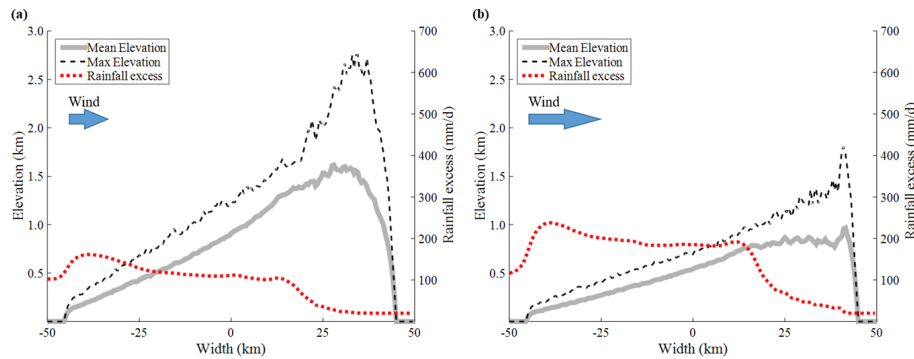 (a)
3.0
2.5
2.0
1.5
1.0
0.5
Elevation (km)
Mean Elevation
Max Elevation
Rainfall excess
Wind
700
600
500
400
300
200
100
Rainfall excess (mm/d)
-50
-25
0
25
50
Width (km)
(b)
3.0
2.5
2.0
1.5
1.0
0.5
Elevation (km)
Mean Elevation
Max Elevation
Rainfall excess
Wind
700
600
500
400
300
200
100
Rainfall excess (mm/d)
-50
-25
0
25
50
Width (km)